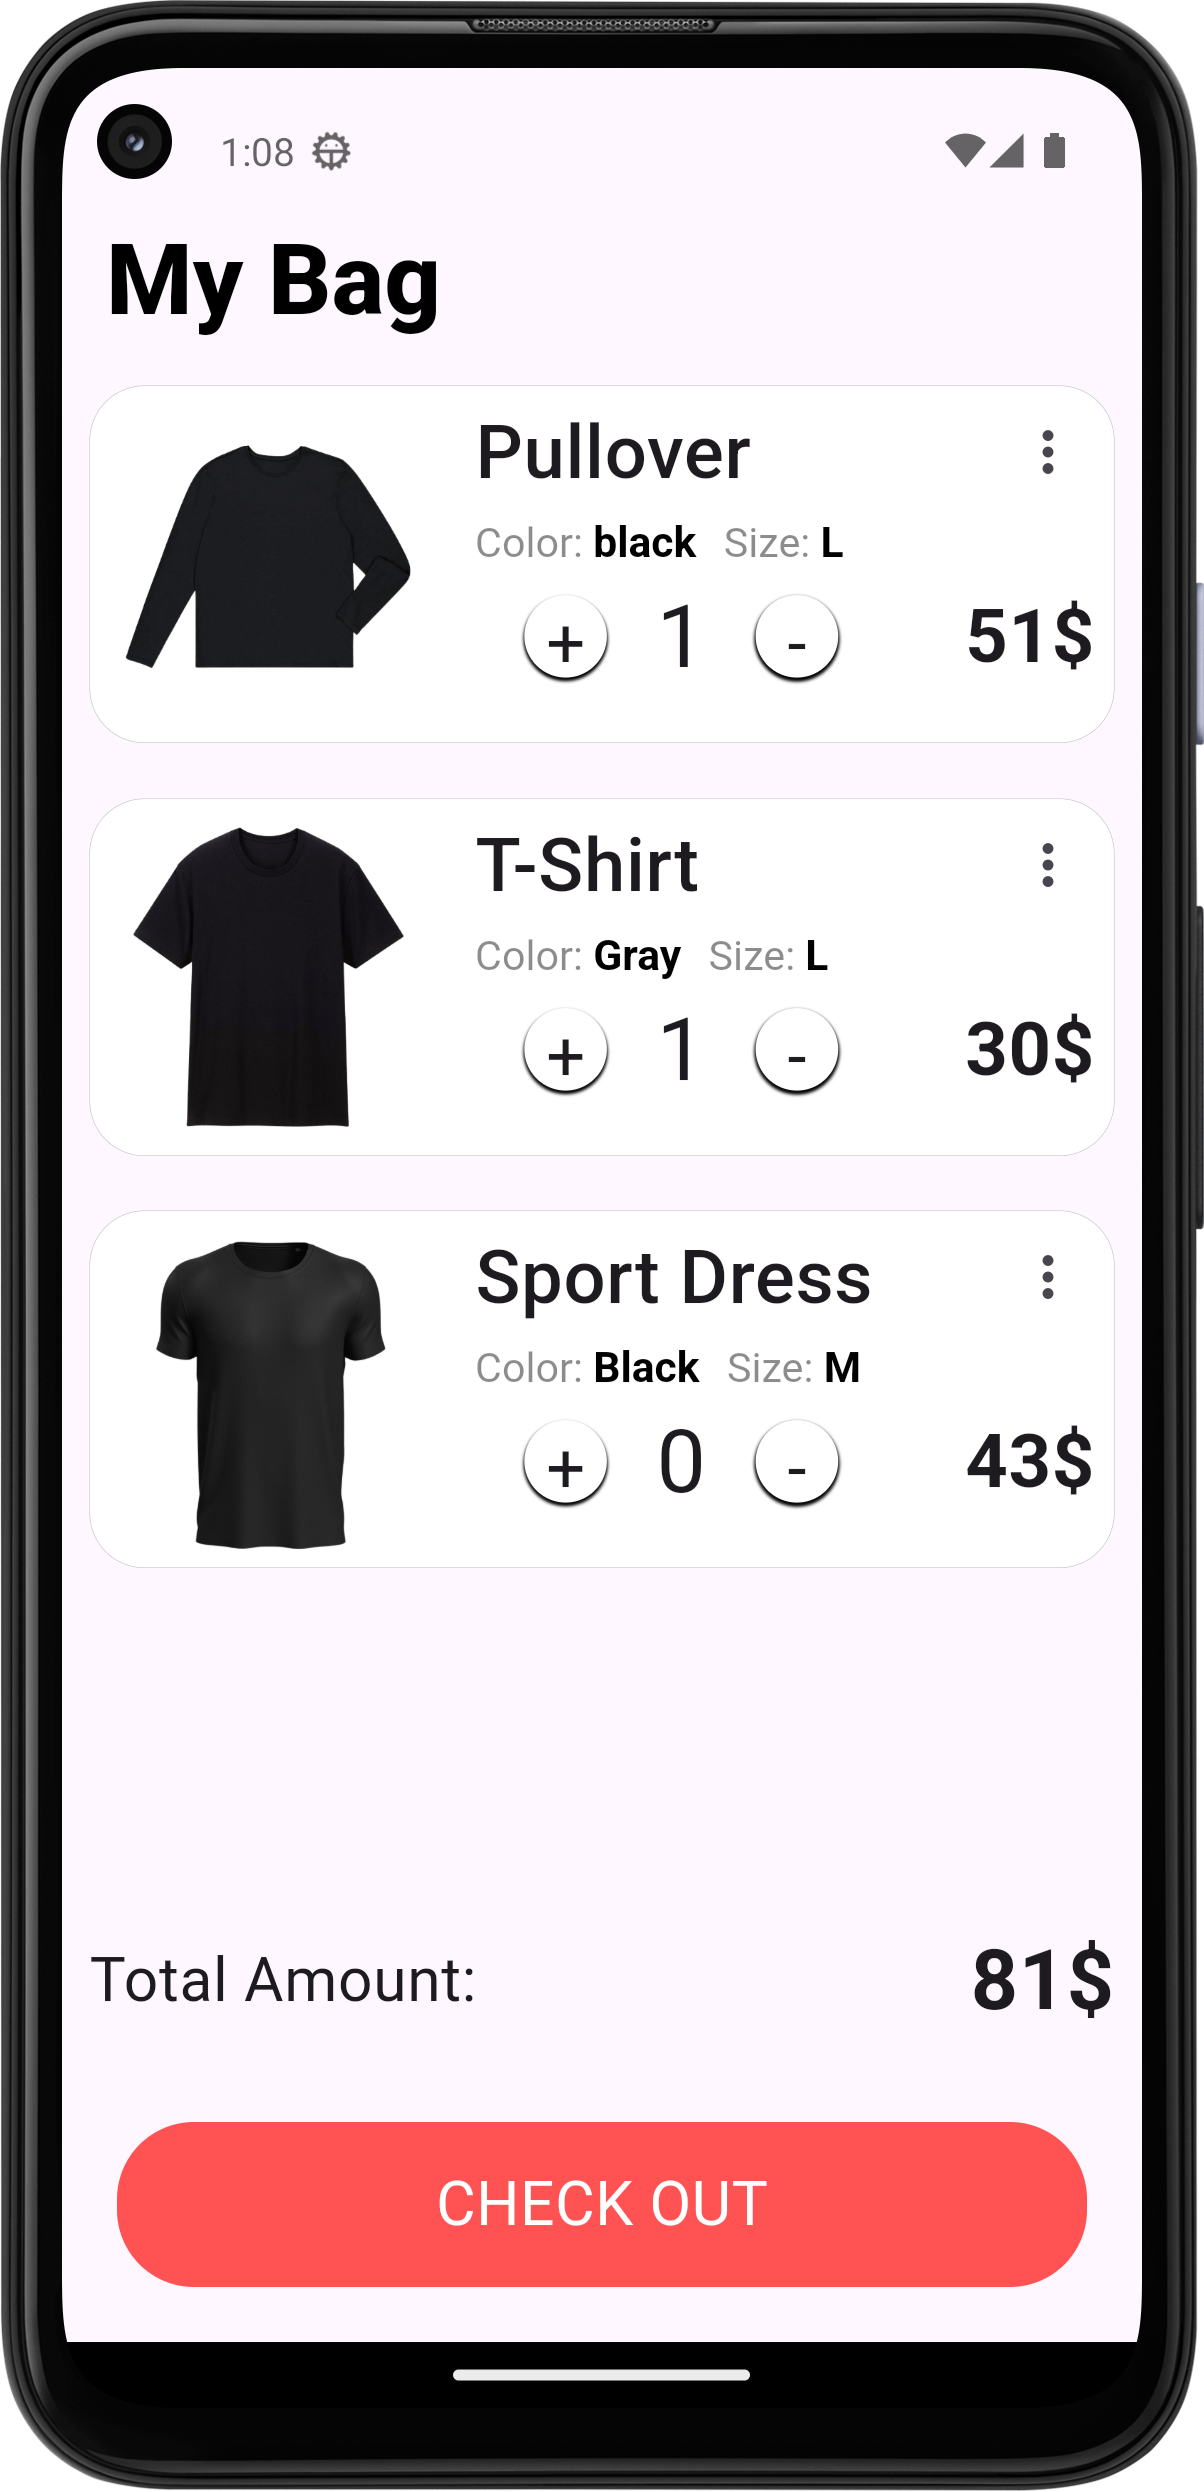 1:08
My Bag
Pullover
Color: black Size: L
+ 1 - 51$
T-Shirt
Color: Gray Size: L
+ 1 - 30$
Sport Dress
Color: Black Size: M
+ 0 - 43$
Total Amount: 81$
CHECK OUT